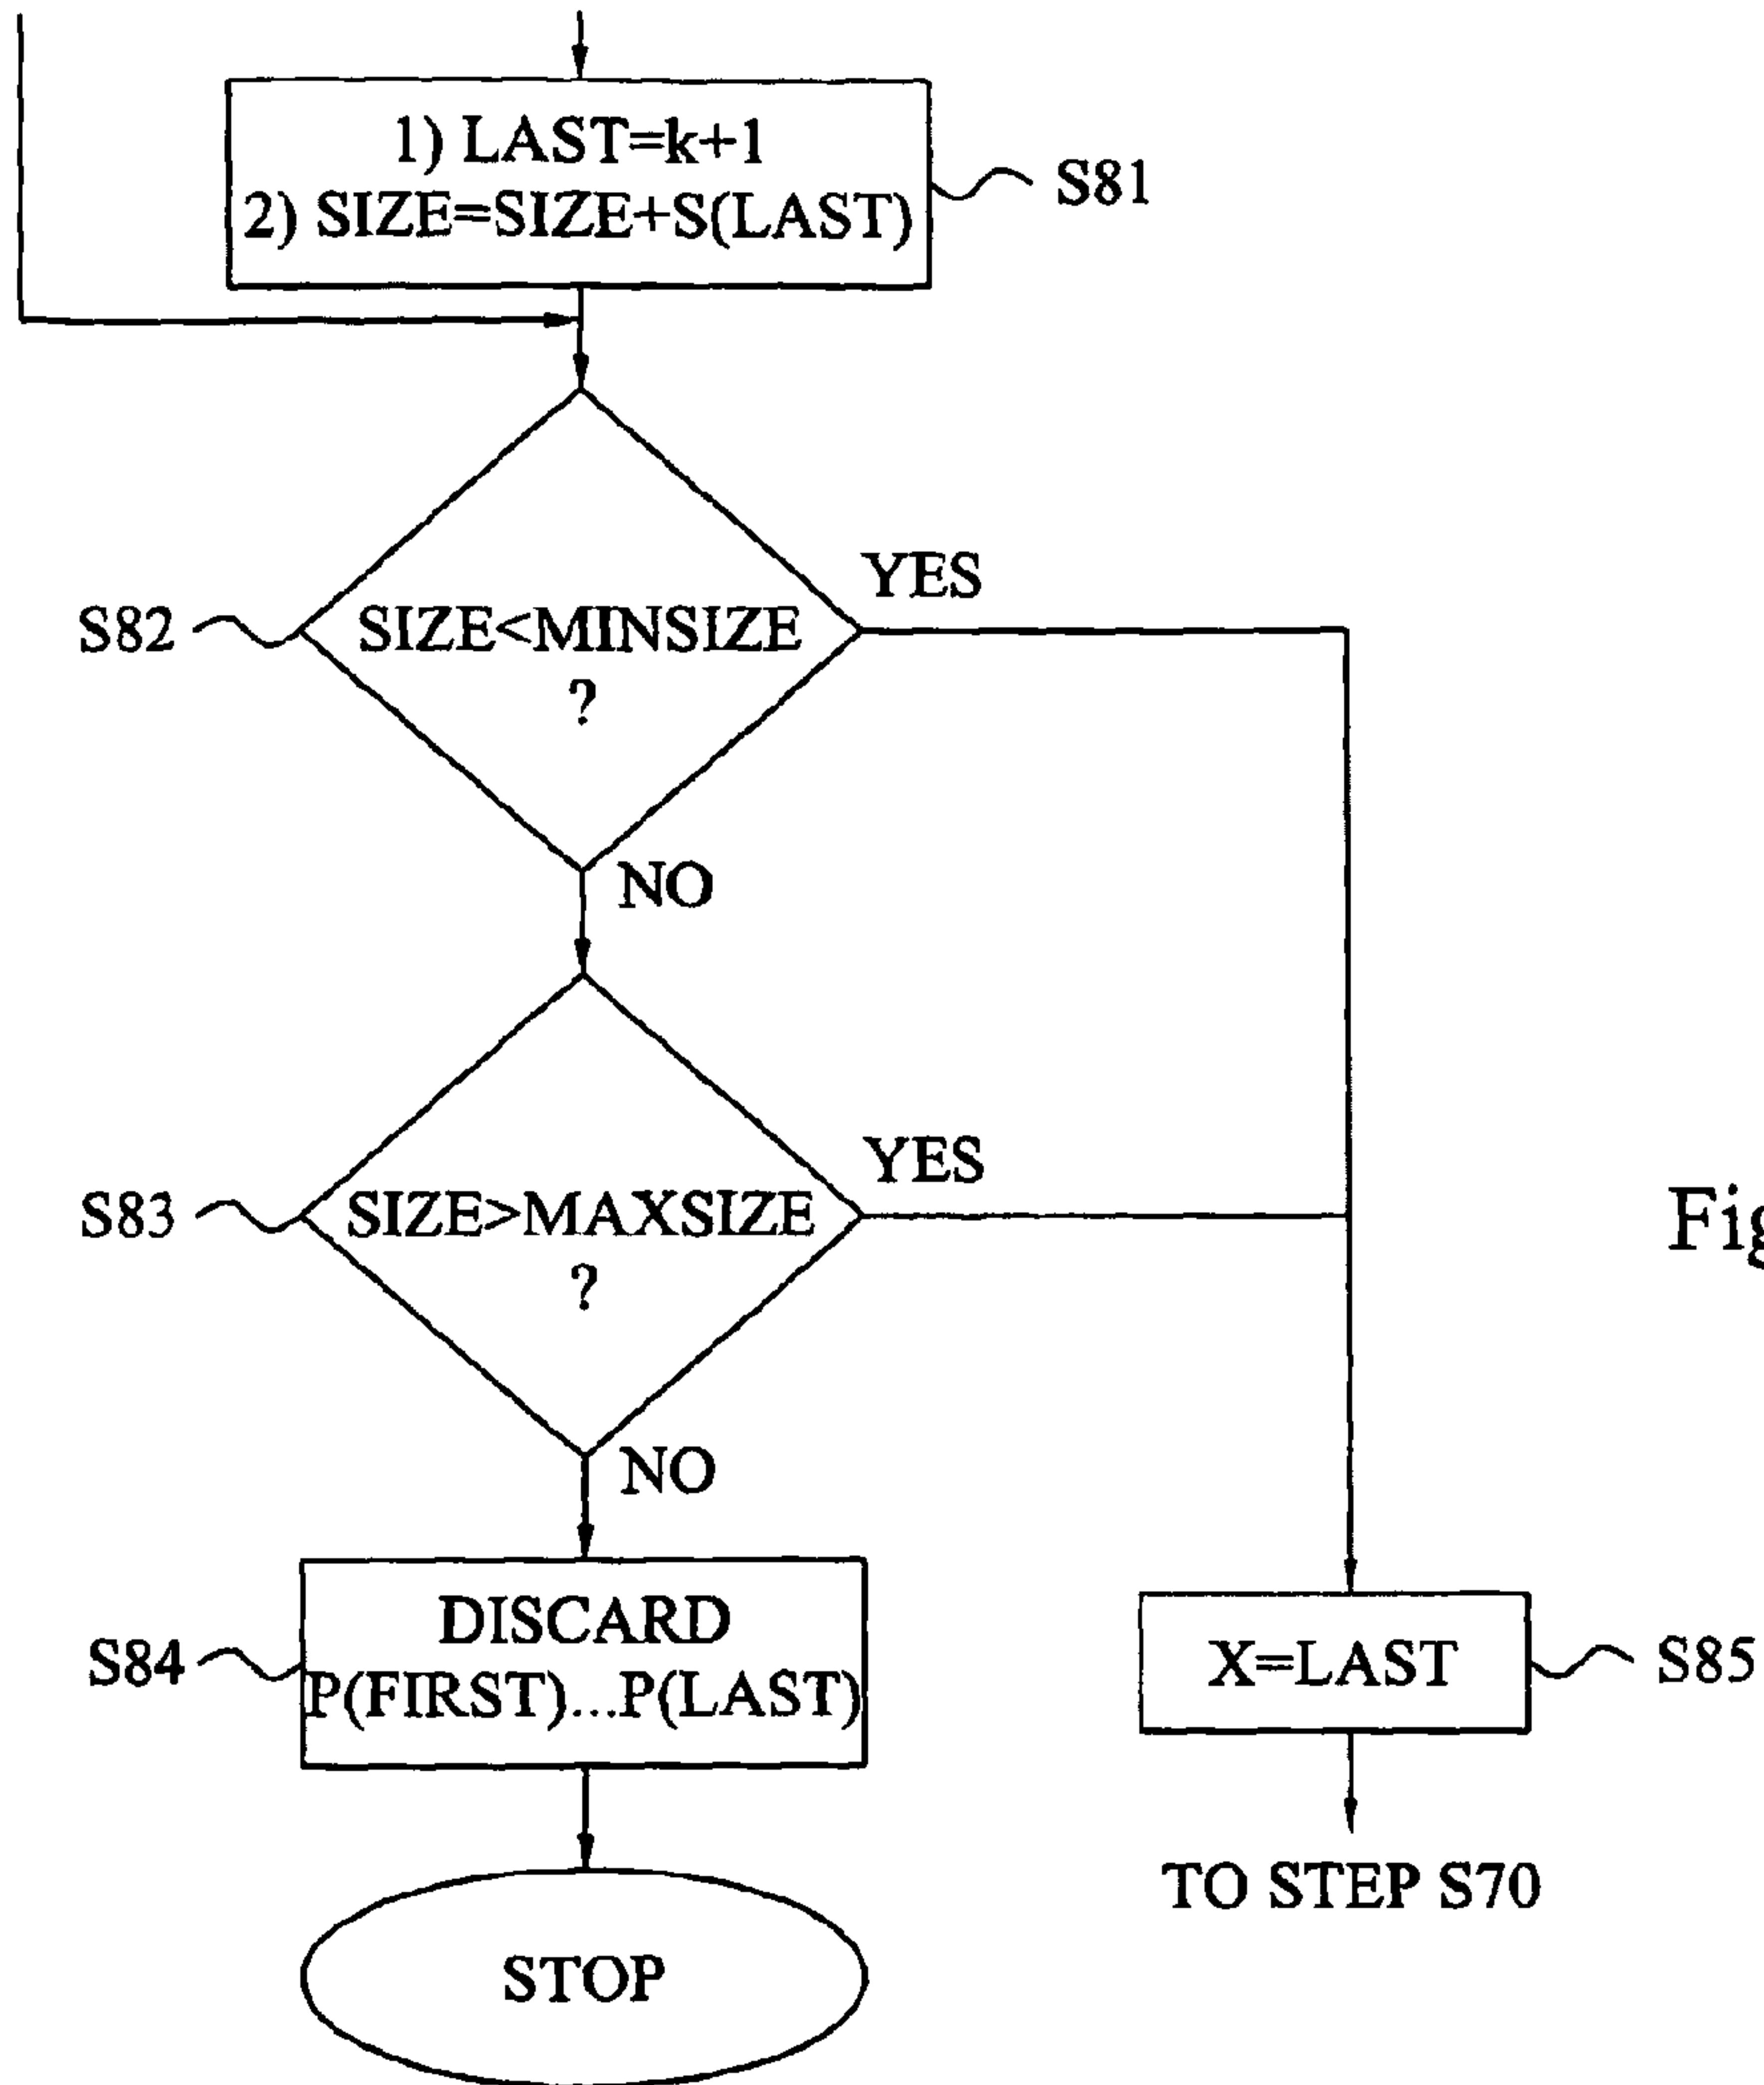 1) LAST=k+1
2) SIZE=SIZE+S(LAST)
S81
YES
S82
SIZE<MINSIZE
?
NO
YES
S83
SIZE>MAXSIZE
?
Fig
NO
DISCARD
P(FIRST)...P(LAST)
S84
X=LAST
S85
TO STEP S70
STOP